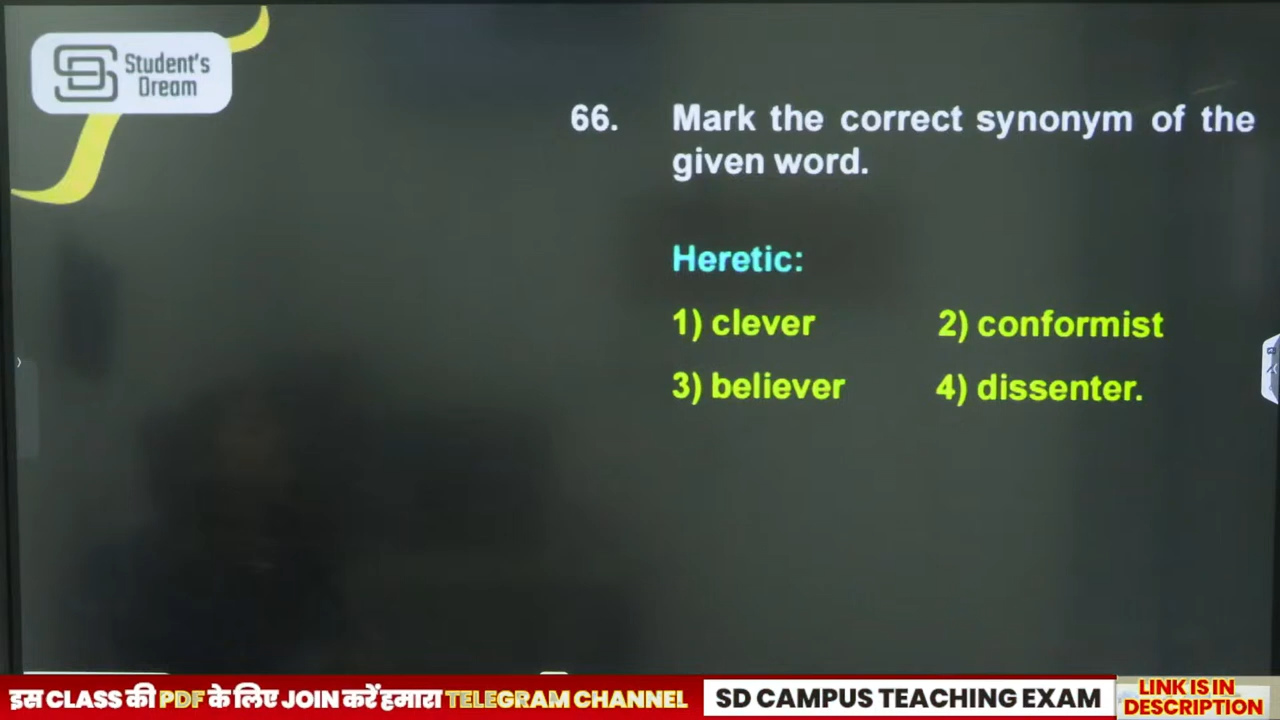 Student's
Dream
66. Mark the correct synonym of the
given word.
Heretic:
1) clever 2) conformist
3) believer 4) dissenter.
इस CLASS की PDF के लिए JOIN करें हमारा TELEGRAM CHANNEL
SD CAMPUS TEACHING EXAM
LINK IS IN
DESCRIPTION